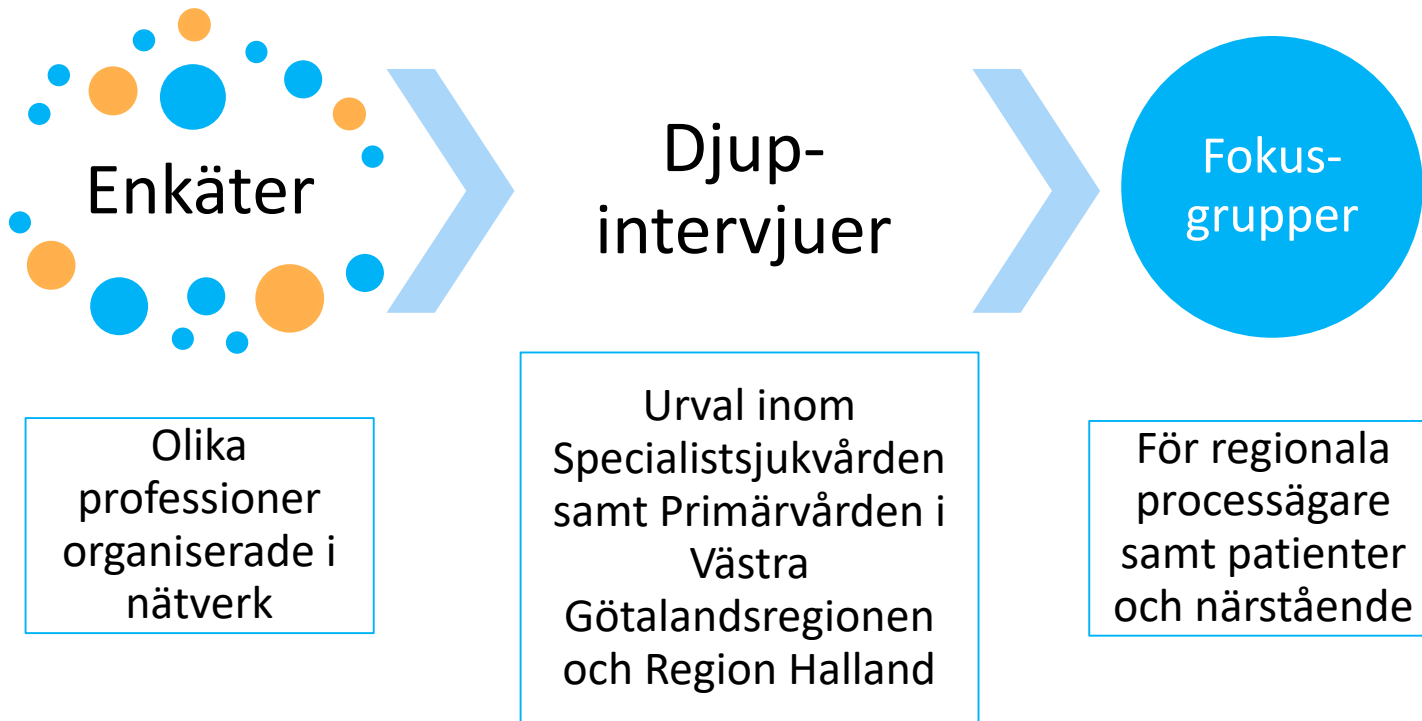 Enkäter
Djup-
intervjuer
Fokus-
grupper
Olika
professioner
organiserade i
nätverk
Urval inom
Specialistsjukvården
samt Primärvården i
Västra
Götalandsregionen
och Region Halland
För regionala
processägare
samt patienter
och närstående